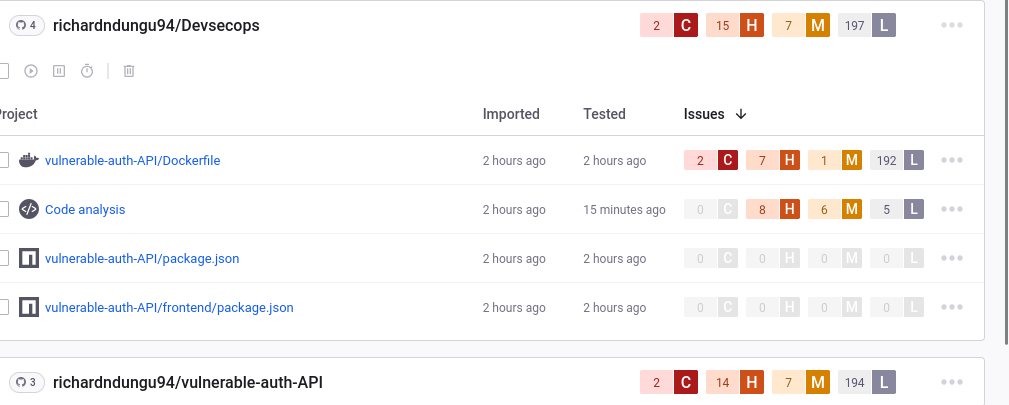 4 richardndungu94/Devsecops 2 C 15 H 7 M 197 L
Project Imported Tested Issues
vulnerable-auth-API/Dockerfile 2 hours ago 2 hours ago 2 C 7 H 1 M 192 L
Code analysis 2 hours ago 15 minutes ago 0 C 8 H 6 M 5 L
vulnerable-auth-API/package.json 2 hours ago 2 hours ago 0 C 0 H 0 M 0 L
vulnerable-auth-API/frontend/package.json 2 hours ago 2 hours ago 0 C 0 H 0 M 0 L
3 richardndungu94/vulnerable-auth-API 2 C 14 H 7 M 194 L